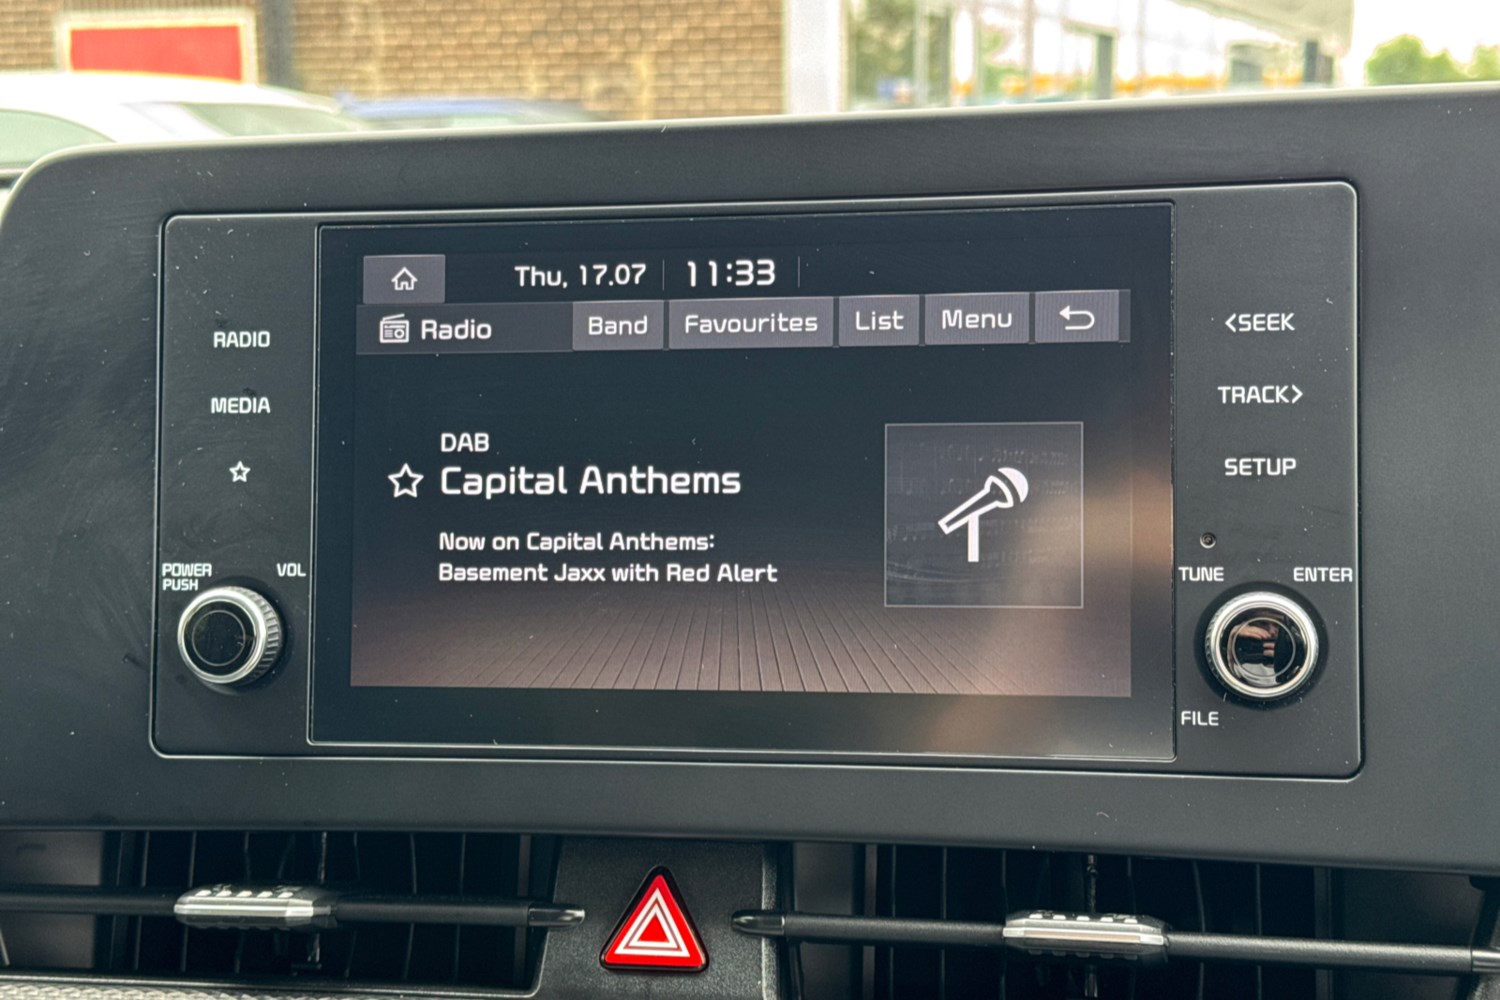 Thu, 17.07 11:33
Radio Band Favourites List Menu
DAB
Capital Anthems
Now on Capital Anthems:
Basement Jaxx with Red Alert
RADIO
MEDIA
POWER
PUSH
VOL
<SEEK
TRACK>
SETUP
TUNE
ENTER
FILE